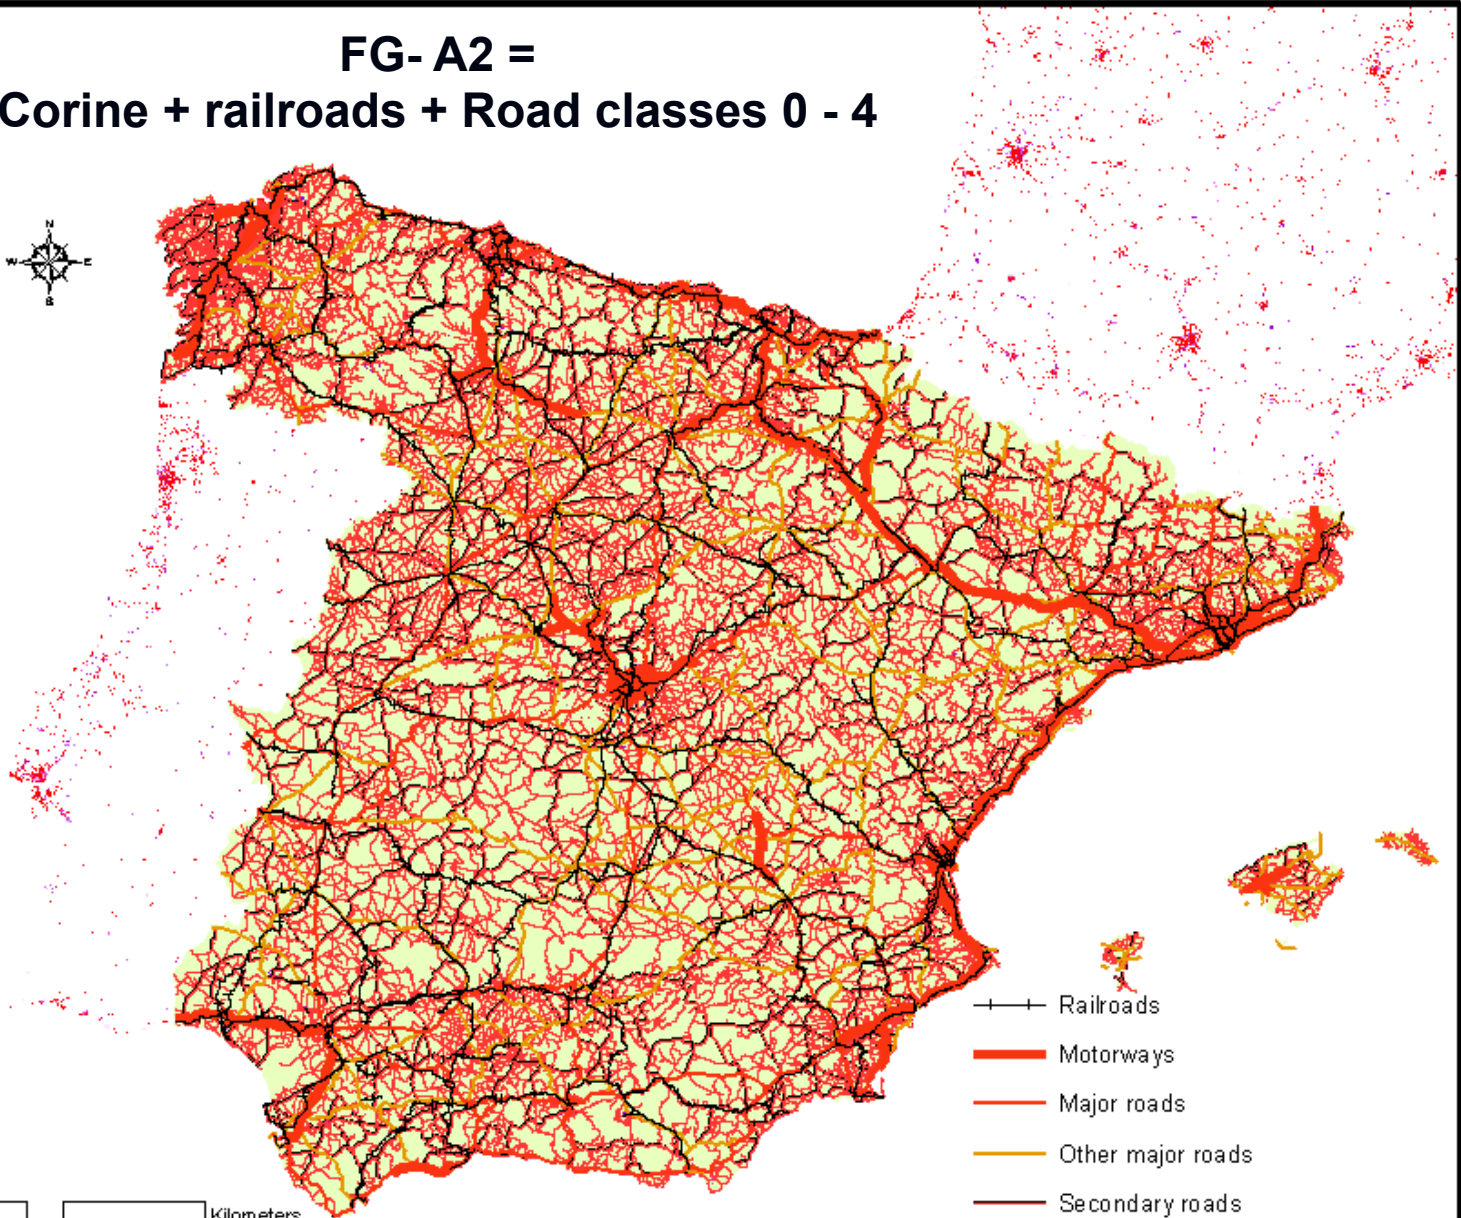 FG- A2 =
Corine + railroads + Road classes 0 - 4
N
W E
S
Railroads
Motorways
Major roads
Other major roads
Secondary roads
Kilometers